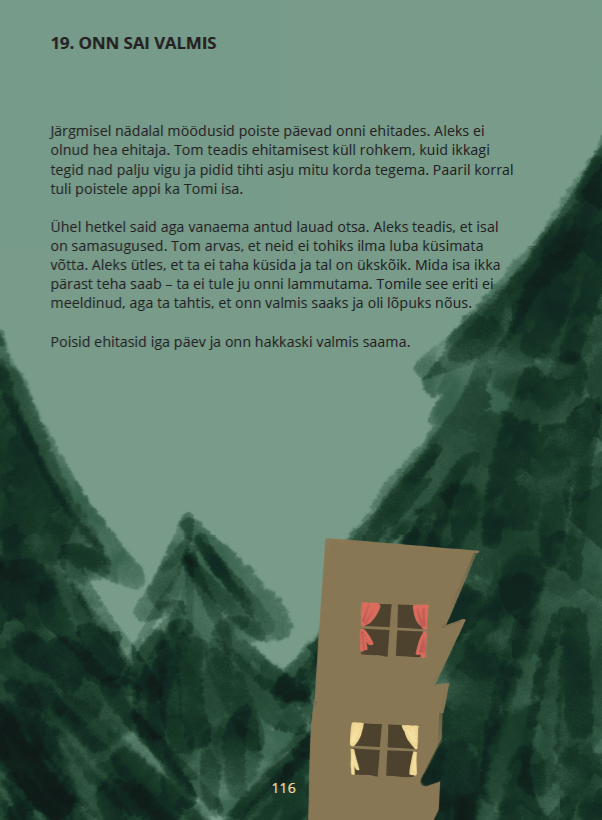 19. ONN SAI VALMIS
Järgmisel nädalal möödusid poiste päevad onni ehitades. Aleks ei
olnud hea ehitaja. Tom teadis ehitamisest küll rohkem, kuid ikkagi
tegid nad palju vigu ja pidid tihti asju mitu korda tegema. Paaril korral
tuli poistele appi ka Tomi isa.
Ühel hetkel said aga vanaema antud lauad otsa. Aleks teadis, et isal
on samasugused. Tom arvas, et neid ei tohiks ilma luba küsimata
võtta. Aleks ütles, et ta ei taha küsida ja tal on ükskõik. Mida isa ikka
pärast teha saab – ta ei tule ju onni lammutama. Tomile see eriti ei
meeldinud, aga ta tahtis, et onn valmis saaks ja oli lõpuks nõus.
Poisid ehitasid iga päev ja onn hakkaski valmis saama.
116